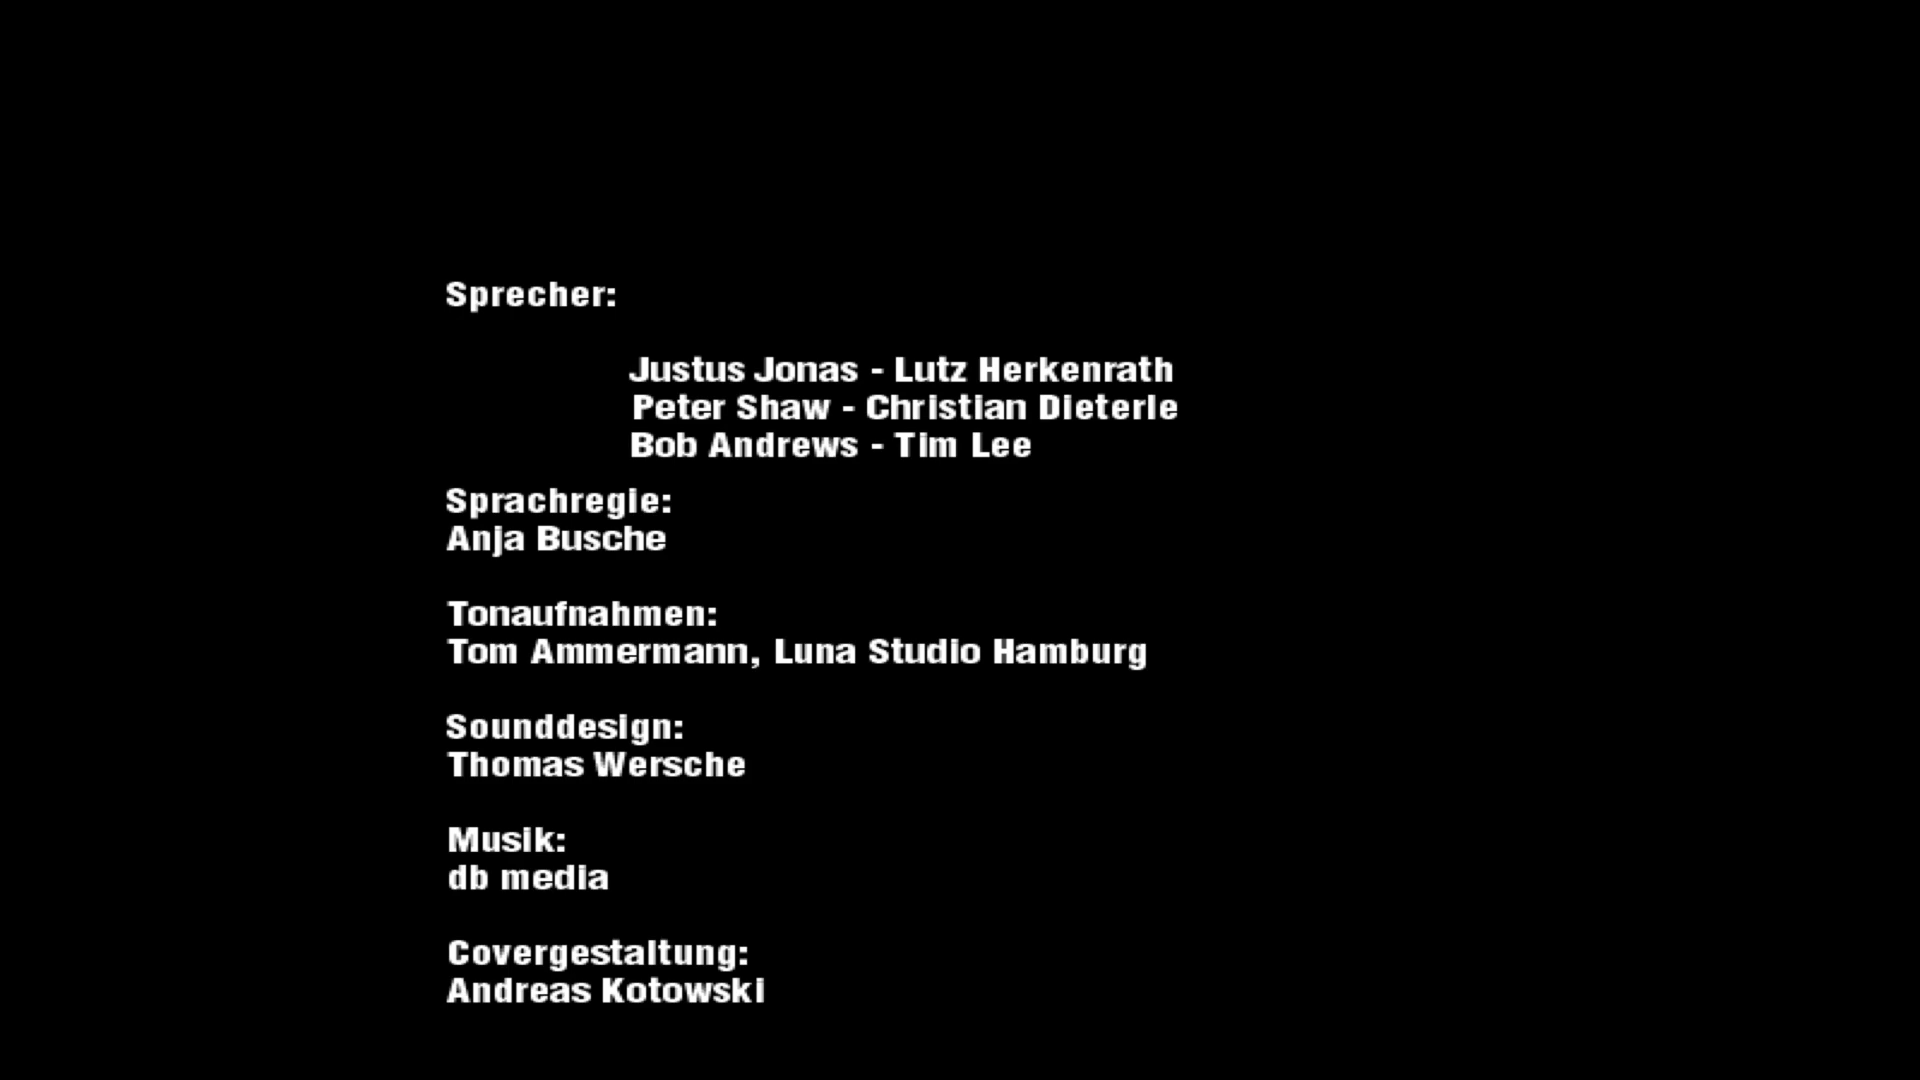 Sprecher:
Justus Jonas - Lutz Herkenrath
Peter Shaw - Christian Dieterle
Bob Andrews - Tim Lee
Sprachregie:
Anja Busche
Tonaufnahmen:
Tom Ammermann, Luna Studio Hamburg
Sounddesign:
Thomas Wersche
Musik:
db media
Covergestaltung:
Andreas Kotowski